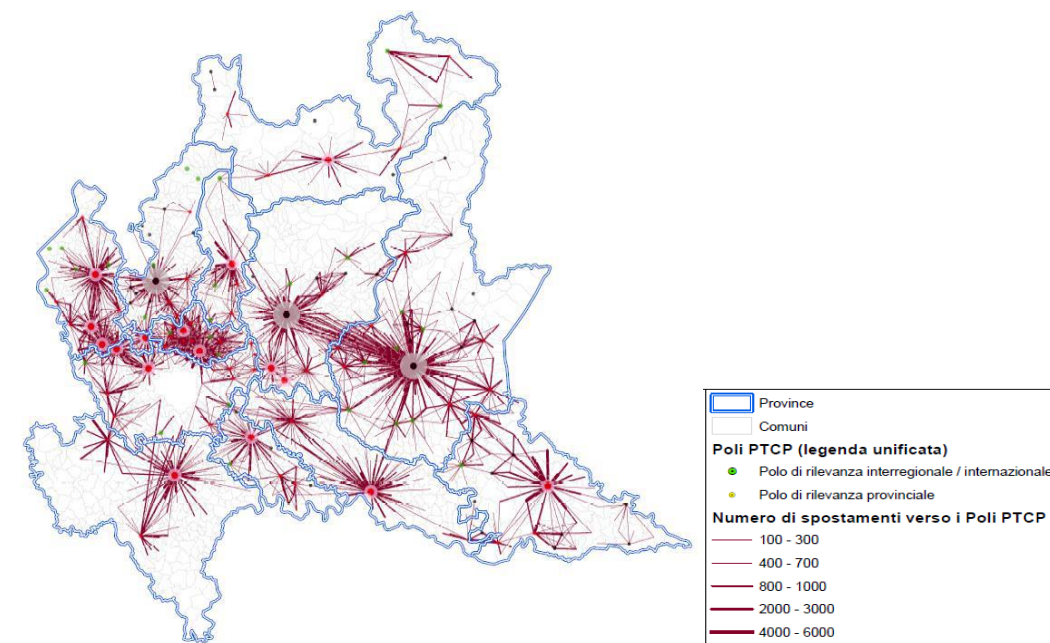 Province
Comuni
Poli PTCP (legenda unificata)
Polo di rilevanza interregionale / internazionale
Polo di rilevanza provinciale
Numero di spostamenti verso i Poli PTCP
100 - 300
400 - 700
800 - 1000
2000 - 3000
4000 - 6000